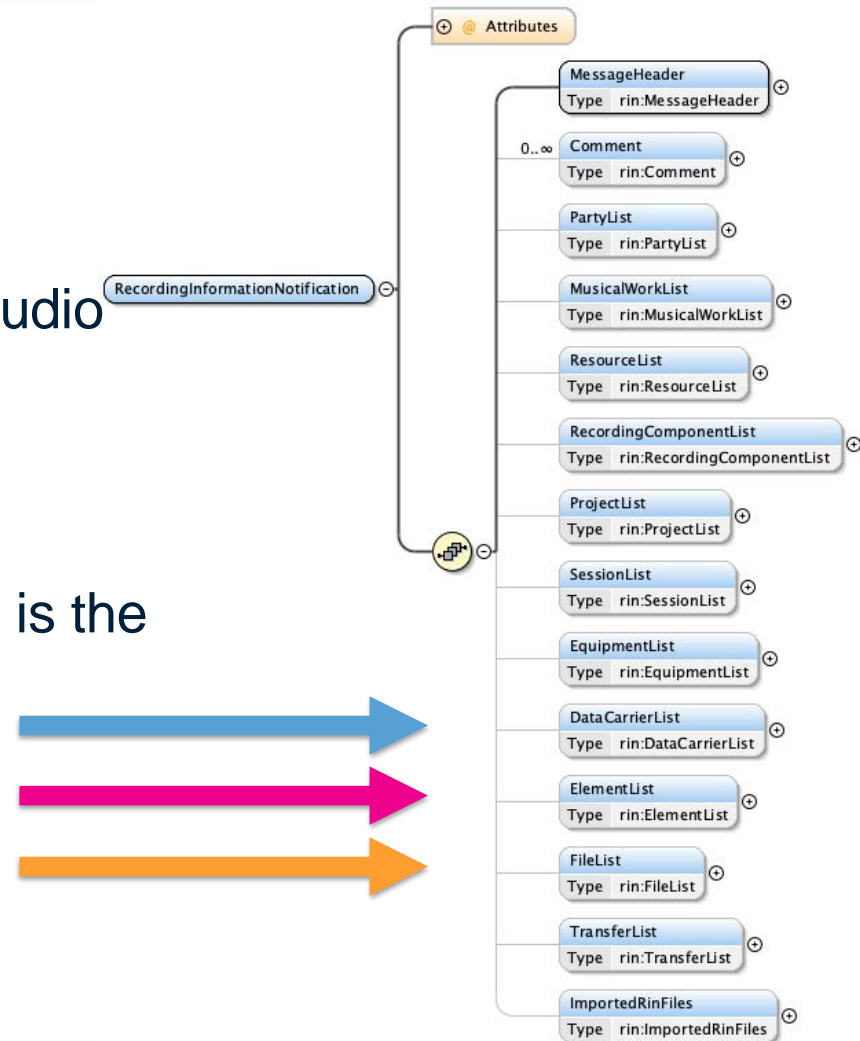 @ Attributes
MessageHeader
Type rin:MessageHeader
0..∞ Comment
Type rin:Comment
PartyList
Type rin:PartyList
udio
RecordingInformationNotification
MusicalWorkList
Type rin:MusicalWorkList
ResourceList
Type rin:ResourceList
RecordingComponentList
Type rin:RecordingComponentList
ProjectList
Type rin:ProjectList
SessionList
Type rin:SessionList
is the
EquipmentList
Type rin:EquipmentList
DataCarrierList
Type rin:DataCarrierList
ElementList
Type rin:ElementList
FileList
Type rin:FileList
TransferList
Type rin:TransferList
ImportedRinFiles
Type rin:ImportedRinFiles